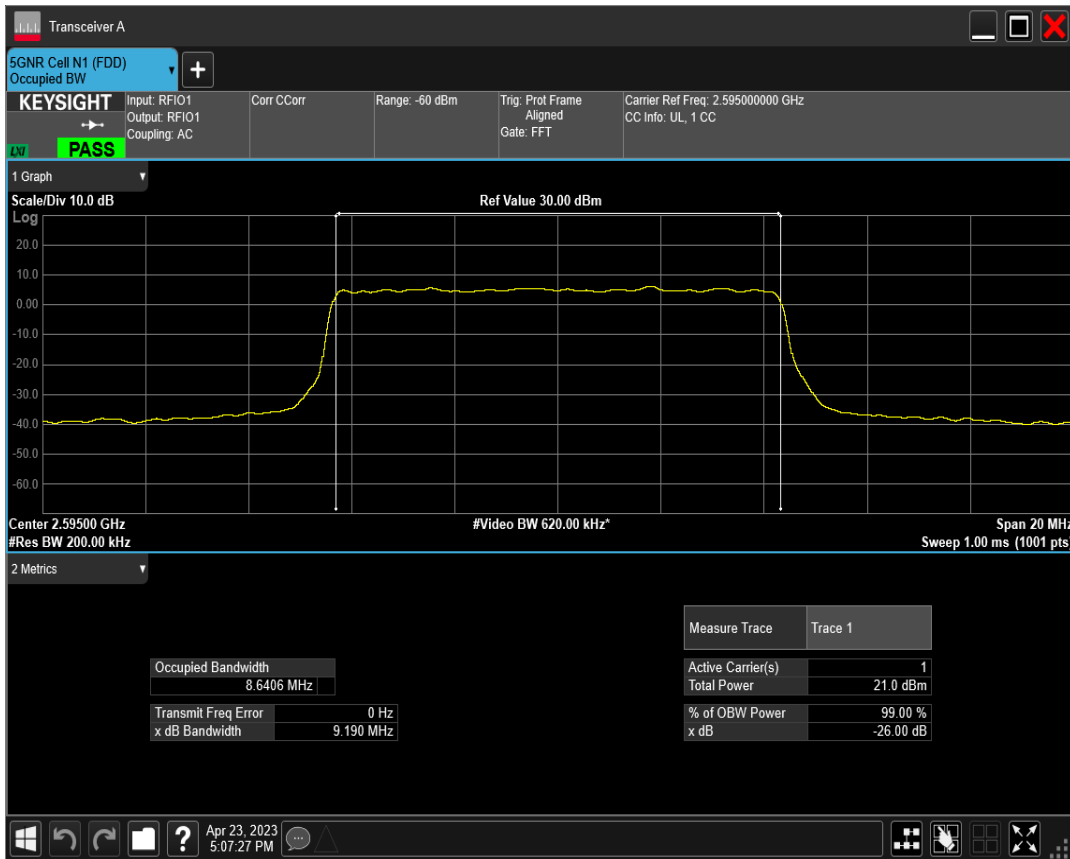 Transceiver A
5GNR Cell N1 (FDD)
Occupied BW
+
KEYSIGHT
LXI
PASS
Input: RFIO1
Output: RFIO1
Coupling: AC
Corr CCorr
Range: -60 dBm
Trig: Prot Frame
Aligned
Gate: FFT
Carrier Ref Freq: 2.595000000 GHz
CC Info: UL, 1 CC
1 Graph
Scale/Div 10.0 dB
Ref Value 30.00 dBm
Log
20.0
10.0
0.00
-10.0
-20.0
-30.0
-40.0
-50.0
-60.0
Center 2.59500 GHz
#Video BW 620.00 kHz*
Span 20 MHz
#Res BW 200.00 kHz
Sweep 1.00 ms (1001 pts)
2 Metrics
Measure Trace Trace 1
Occupied Bandwidth
8.6406 MHz
Active Carrier(s) 1
Total Power 21.0 dBm
Transmit Freq Error 0 Hz
x dB Bandwidth 9.190 MHz
% of OBW Power 99.00 %
x dB -26.00 dB
?
Apr 23, 2023
5:07:27 PM